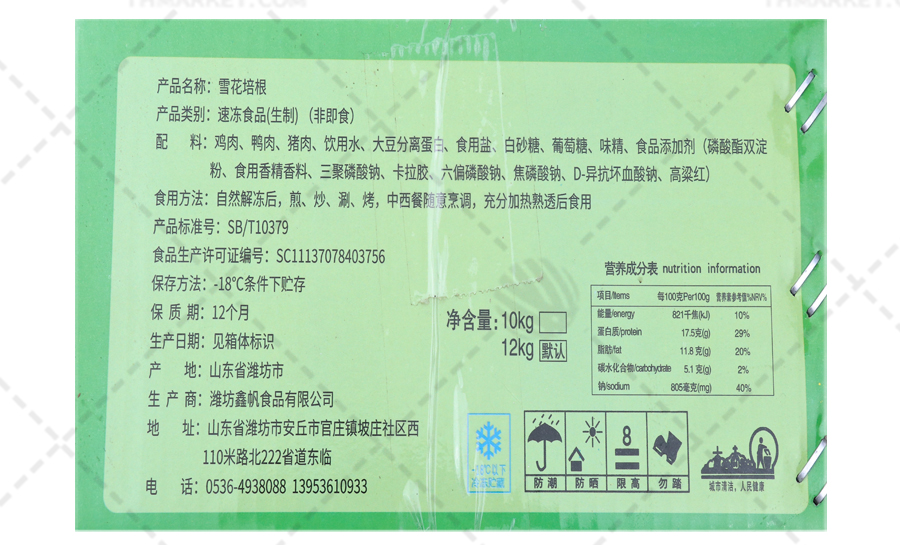 产品名称：雪花培根
产品类别：速冻食品(生制)（非即食）
配 料：鸡肉、鸭肉、猪肉、饮用水、大豆分离蛋白、食用盐、白砂糖、葡萄糖、味精、食品添加剂（磷酸酯双淀
粉、食用香精香料、三聚磷酸钠、卡拉胶、六偏磷酸钠、焦磷酸钠、D-异抗坏血酸钠、高粱红）
食用方法：自然解冻后，煎、炒、涮、烤，中西餐随意烹调，充分加热熟透后食用
产品标准号：SB/T10379
食品生产许可证编号：SC11137078403756
保存方法：-18℃条件下贮存
保 质 期：12个月
生产日期：见箱体标识
产 地：山东省潍坊市
生 产 商：潍坊鑫帆食品有限公司
地 址：山东省潍坊市安丘市官庄镇坡庄社区西
110米路北222省道东临
电 话：0536-4938088 13953610933
净含量：10kg
12kg 默认
营养成分表 nutrition information
项目/Items 每100克Per100g 营养素参考值%NRV%
能量/energy 821千焦(kJ) 10%
蛋白质/protein 17.5克(g) 29%
脂肪/fat 11.8 克(g) 20%
碳水化合物/carbohydrate 5.1 克(g) 2%
钠/sodium 805毫克(mg) 40%
-18℃以下
冷冻贮藏
8
防 潮 防 晒 限 高 勿 踏
城市清洁，人民健康